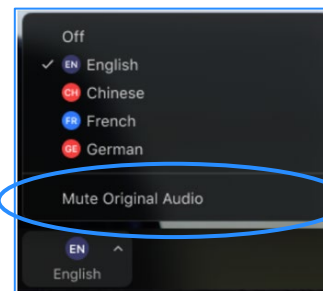 Off
✓ EN English
CH Chinese
FR French
GE German
Mute Original Audio
EN ^
English